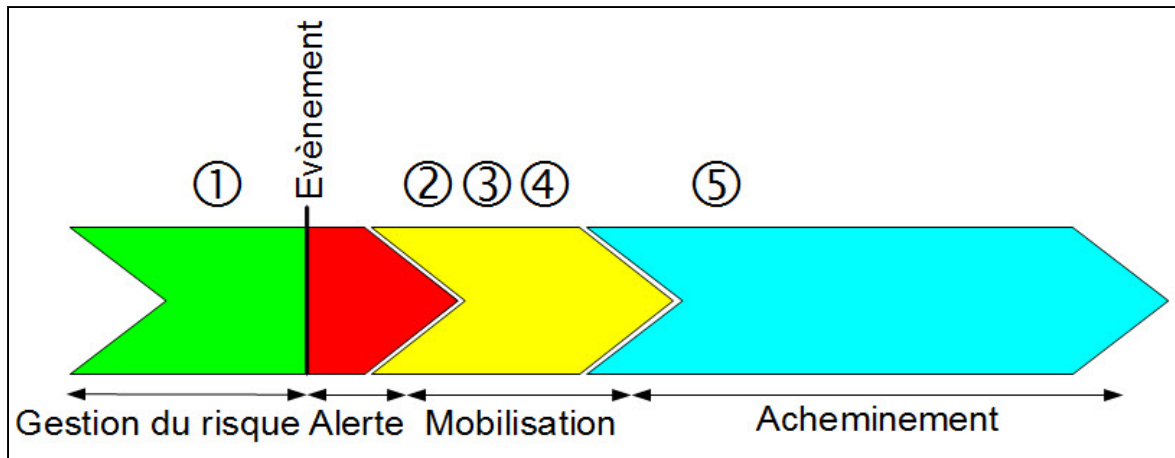 Evènement
① ② ③ ④ ⑤
Gestion du risque Alerte Mobilisation Acheminement